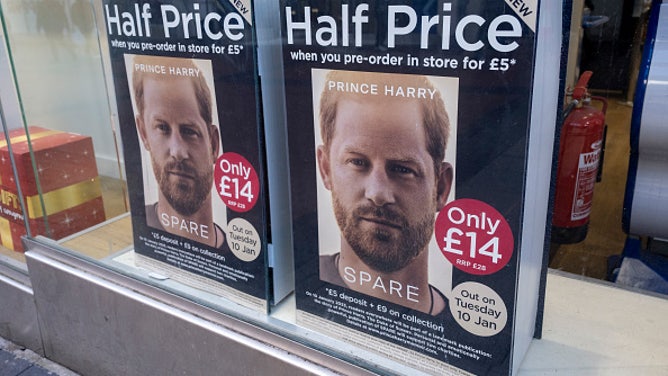 Half Price
when you pre-order in store for £5*
PRINCE HARRY
Only
£14
RRP £28
SPARE
Out on
Tuesday
10 Jan
*£5 deposit + £9 on collection
new
Half Price
when you pre-order in store for £5*
PRINCE HARRY
Only
£14
RRP £28
SPARE
Out on
Tuesday
10 Jan
*£5 deposit + £9 on collection